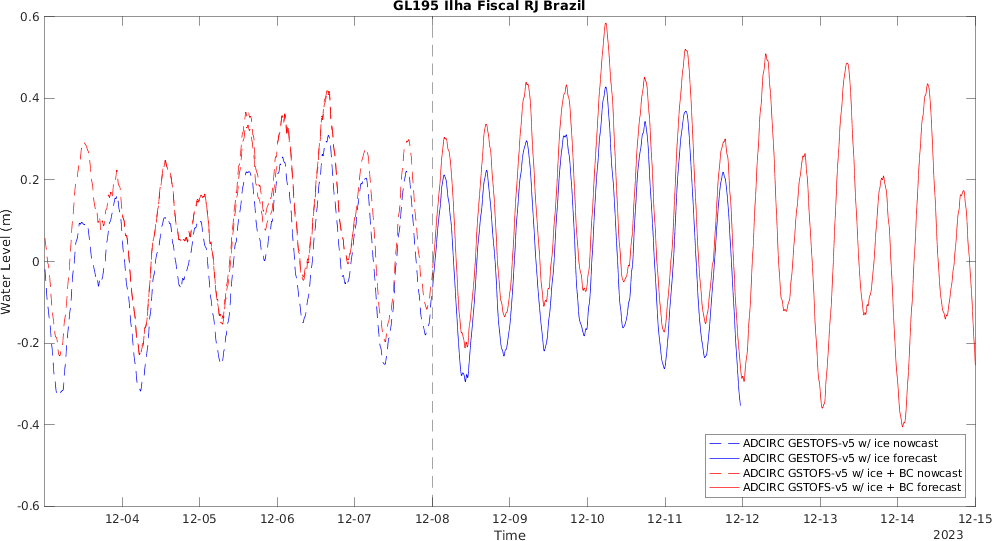 GL195 Ilha Fiscal RJ Brazil
0.6
0.4
0.2
0
-0.2
-0.4
-0.6
Water Level (m)
ADCIRC GESTOFS-v5 w/ ice nowcast
ADCIRC GESTOFS-v5 w/ ice forecast
ADCIRC GSTOFS-v5 w/ ice + BC nowcast
ADCIRC GSTOFS-v5 w/ ice + BC forecast
12-04 12-05 12-06 12-07 12-08 12-09 12-10 12-11 12-12 12-13 12-14 12-15
Time
2023